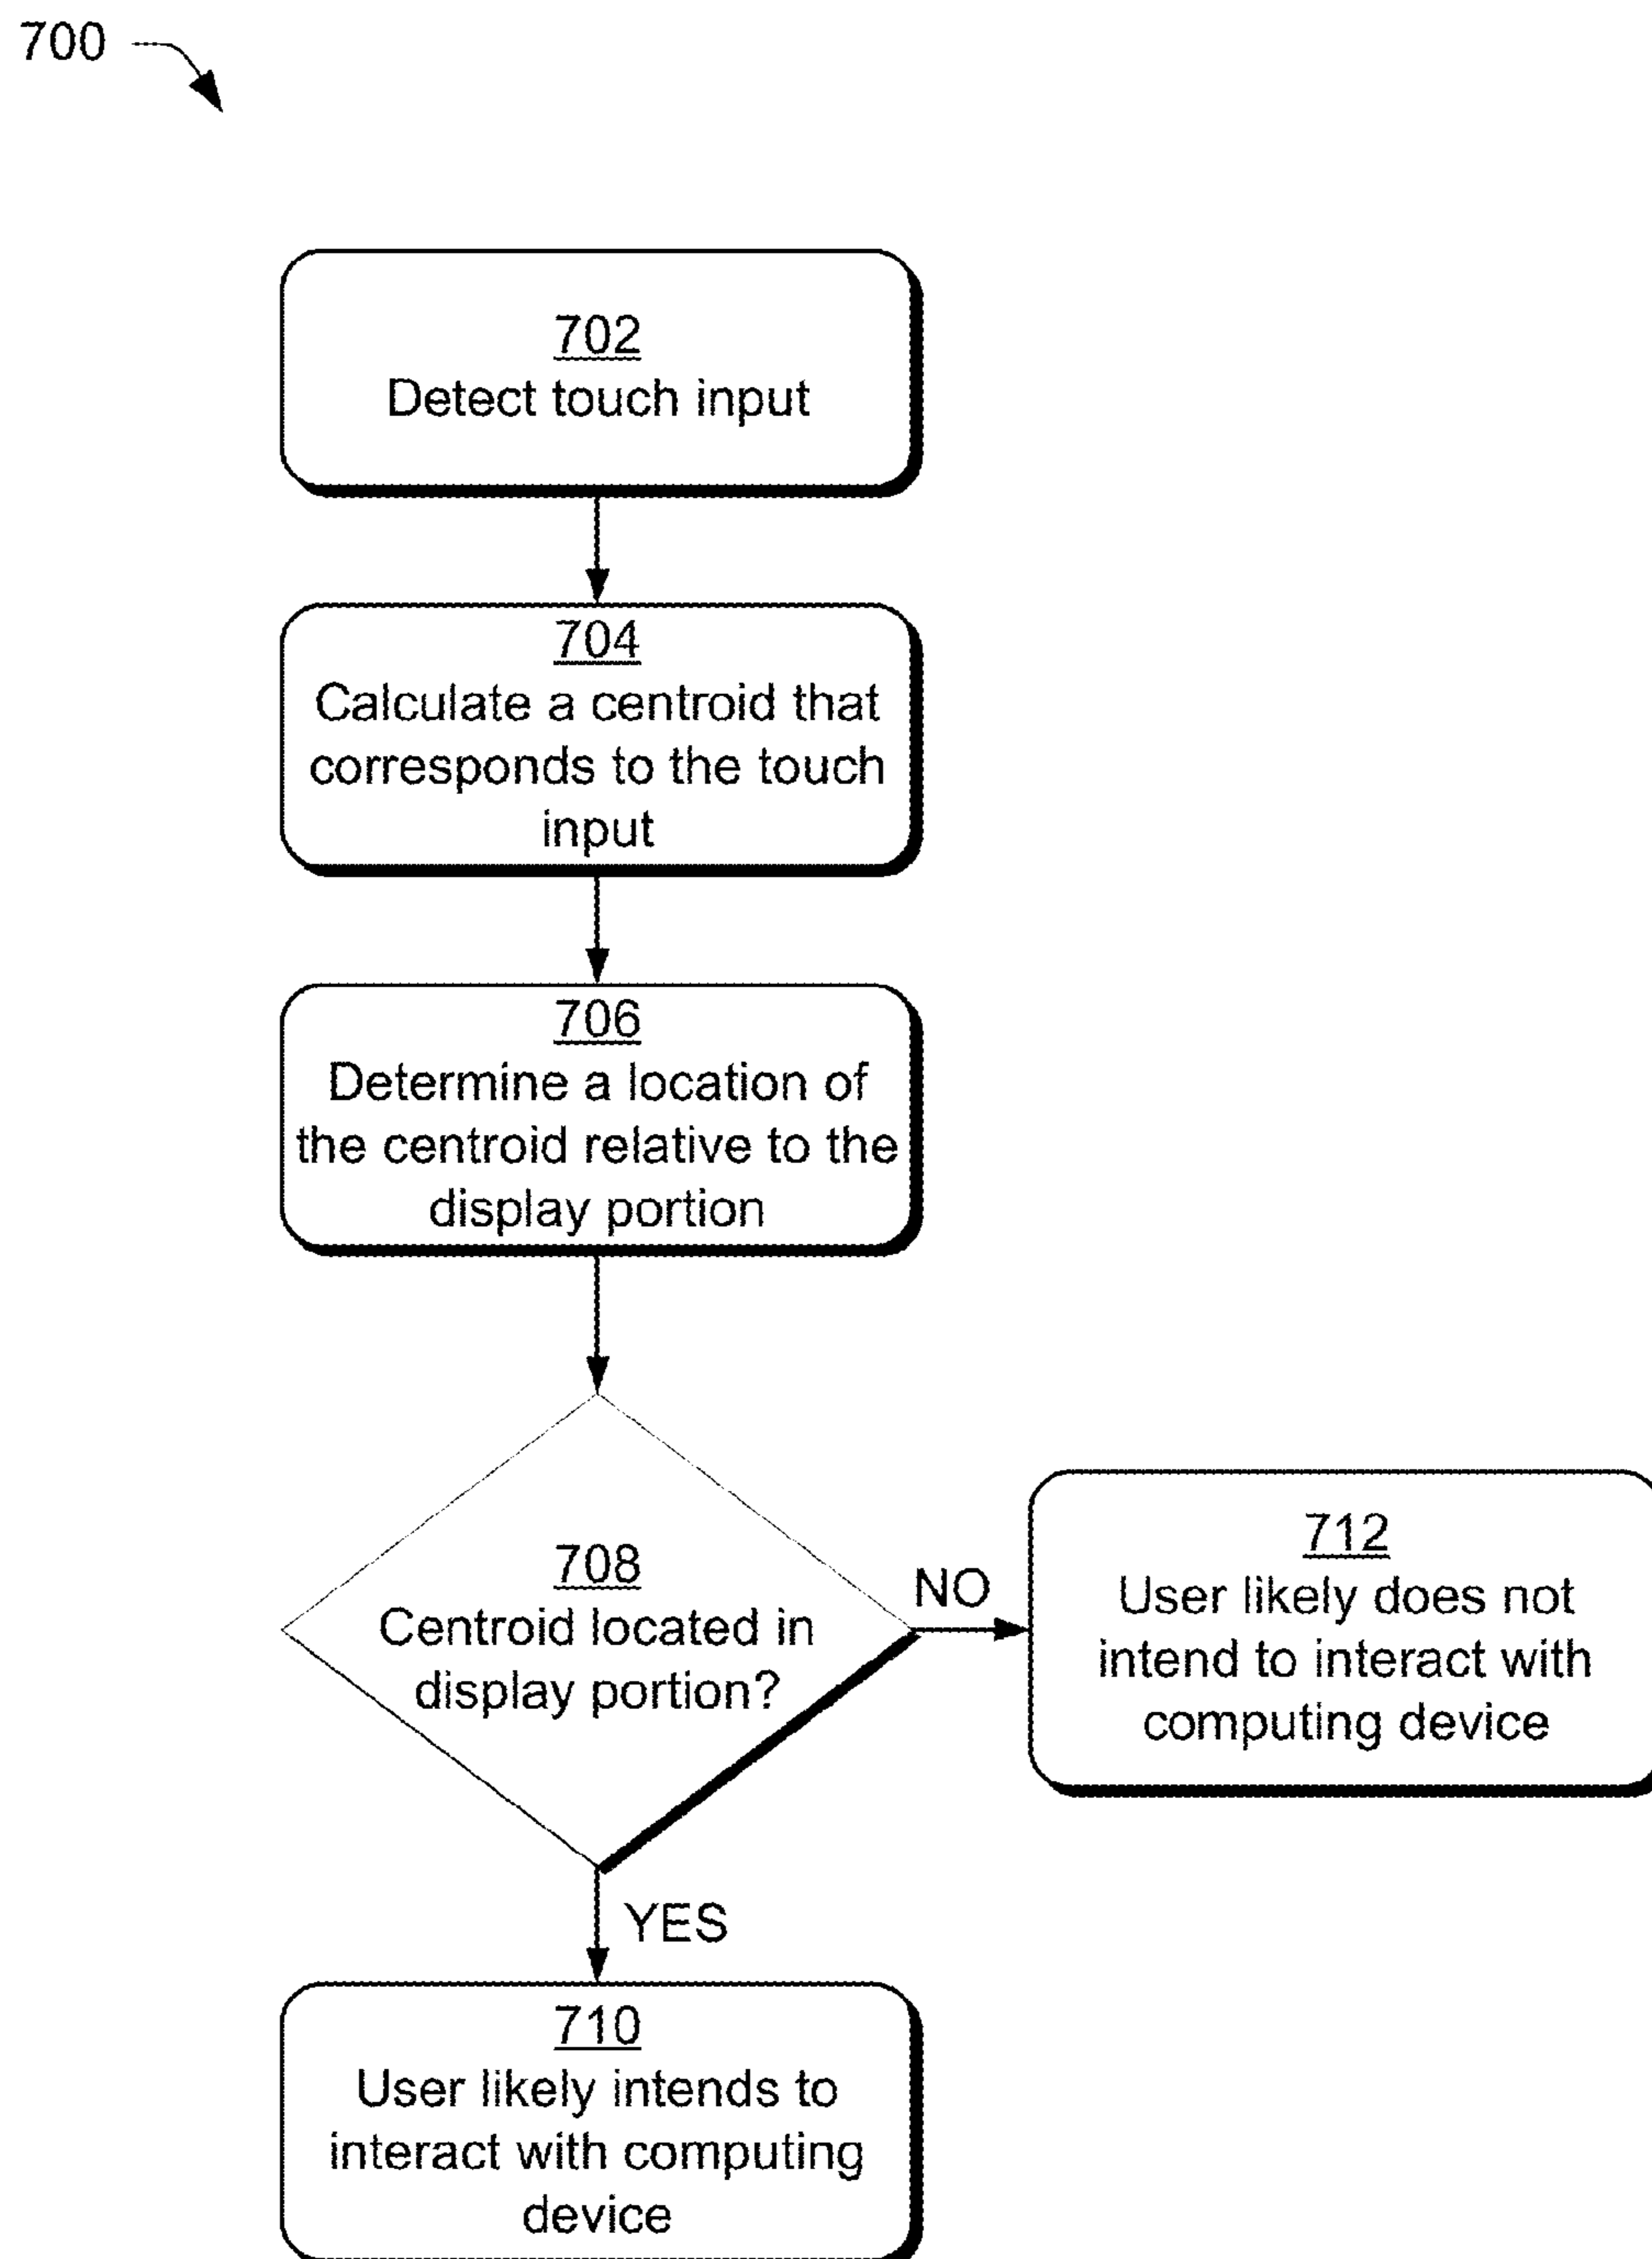 700
702
Detect touch input
704
Calculate a centroid that
corresponds to the touch
input
706
Determine a location of
the centroid relative to the
display portion
708
Centroid located in
display portion?
NO
712
User likely does not
intend to interact with
computing device
YES
710
User likely intends to
interact with computing
device